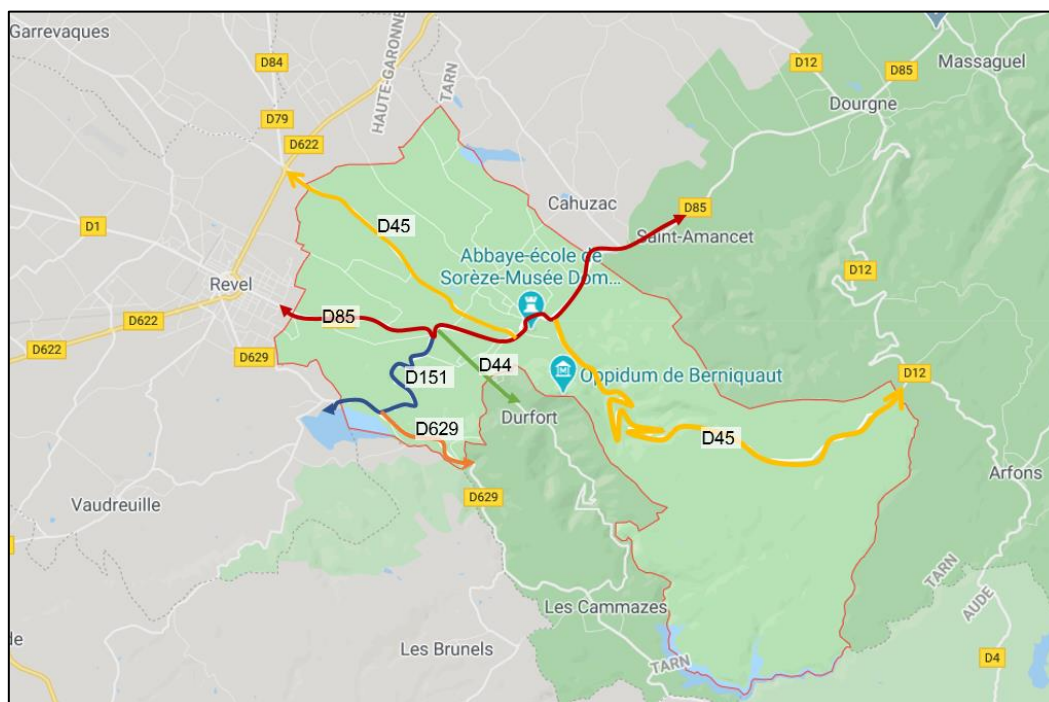 Garrevaques
D84
D12
D85
Massaguel
HAUTE-GARONNE
TARN
Dourgne
D79
D622
D45
Cahuzac
D85
D1
Saint-Amancet
Abbaye-école de
Sorèze-Musée Dom...
D12
Revel
D85
D622
D622
D629
D44
D151
Oppidum de Berniquaut
D12
Durfort
D629
D45
Arfons
D629
Vaudreuille
Les Cammazes
TARN
AUDE
de
Les Brunels
TARN
D4